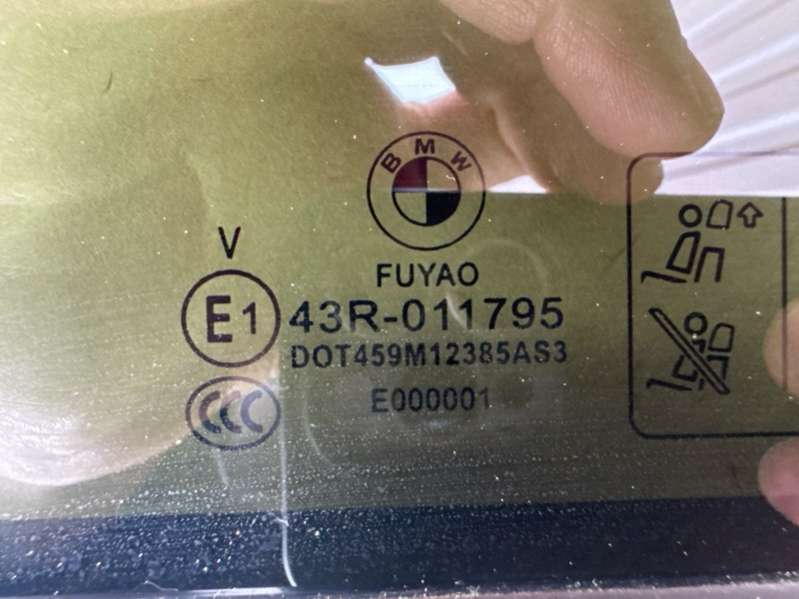 BMW
V
FUYAO
E1
43R-011795
DOT459M12385AS3
CCC
E000001